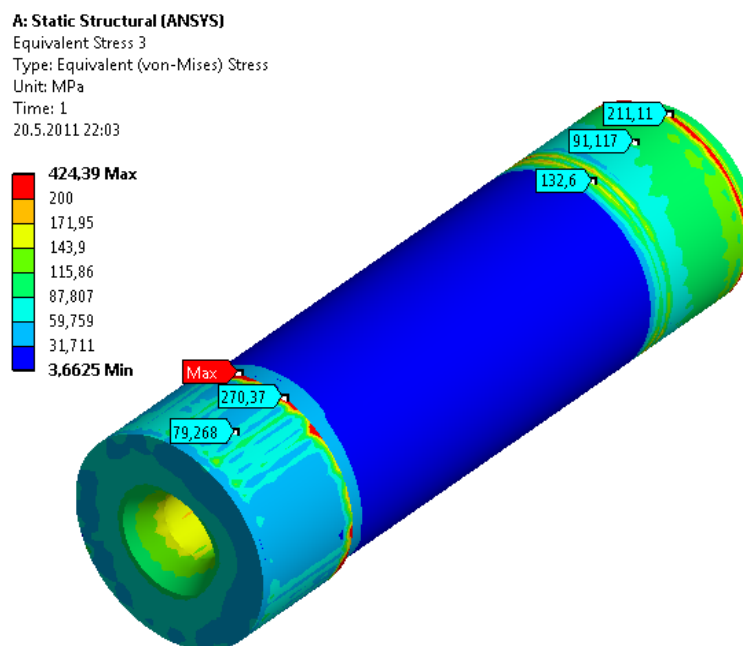 A: Static Structural (ANSYS)
Equivalent Stress 3
Type: Equivalent (von-Mises) Stress
Unit: MPa
Time: 1
20.5.2011 22:03
424,39 Max
200
171,95
143,9
115,86
87,807
59,759
31,711
3,6625 Min
211,11
91,117
132,6
Max
270,37
79,268